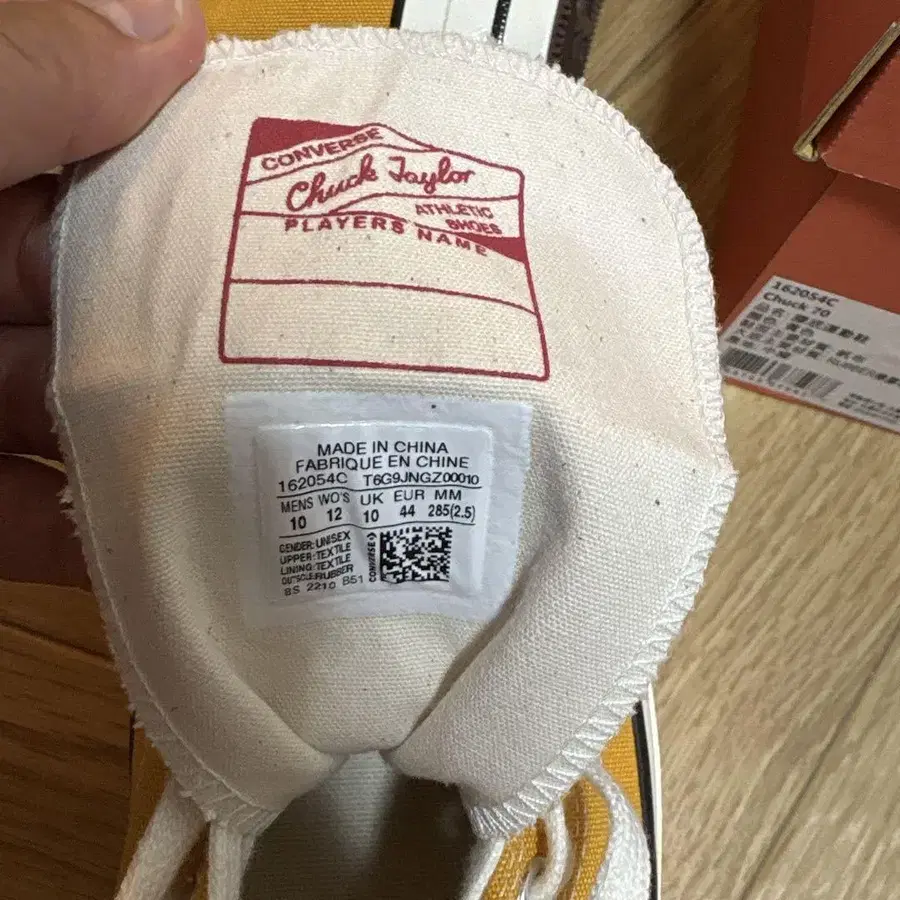 CONVERSE
Chuck Taylor
ATHLETIC
SHOES
PLAYERS NAME
MADE IN CHINA
FABRIQUE EN CHINE
162054C T6G9JNGZ00010
MENS WO'S UK EUR MM
10 12 10 44 285(2.5)
GENDER:UNISEX
UPPER:TEXTILE
LINING:TEXTILE
OUTSOLE:RUBBER
8S 2210 B51
CONVERSE
162054C
Chuck 70